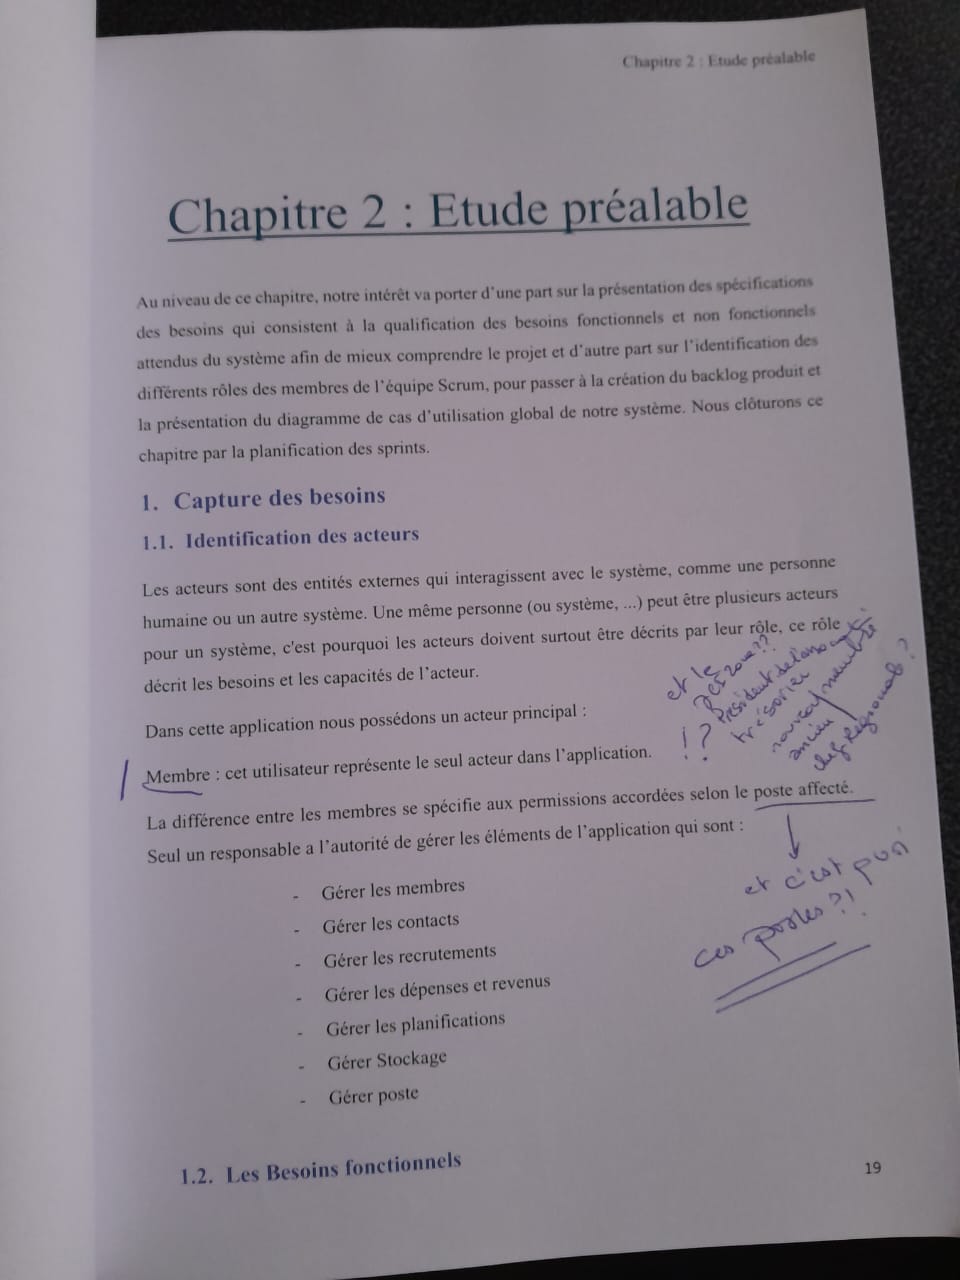 Chapitre 2 : Etude préalable
Chapitre 2 : Etude préalable
Au niveau de ce chapitre, notre intérêt va porter d'une part sur la présentation des spécifications
des besoins qui consistent à la qualification des besoins fonctionnels et non fonctionnels
attendus du système afin de mieux comprendre le projet et d'autre part sur l'identification des
différents rôles des membres de l'équipe Scrum, pour passer à la création du backlog produit et
la présentation du diagramme de cas d'utilisation global de notre système. Nous clôturons ce
chapitre par la planification des sprints.
1. Capture des besoins
1.1. Identification des acteurs
Les acteurs sont des entités externes qui interagissent avec le système, comme une personne
humaine ou un autre système. Une même personne (ou système, ...) peut être plusieurs acteurs
pour un système, c'est pourquoi les acteurs doivent surtout être décrits par leur rôle, ce rôle
décrit les besoins et les capacités de l'acteur.
et le
??
Président de
trésorier
!?
nouveau membre
ancien
chef Régional ?
Dans cette application nous possédons un acteur principal :
Membre : cet utilisateur représente le seul acteur dans l'application.
La différence entre les membres se spécifie aux permissions accordées selon le poste affecté.
Seul un responsable a l'autorité de gérer les éléments de l'application qui sont :
et c'est quoi
ces postes ?!
- Gérer les membres
- Gérer les contacts
- Gérer les recrutements
- Gérer les dépenses et revenus
- Gérer les planifications
- Gérer Stockage
- Gérer poste
1.2. Les Besoins fonctionnels
19